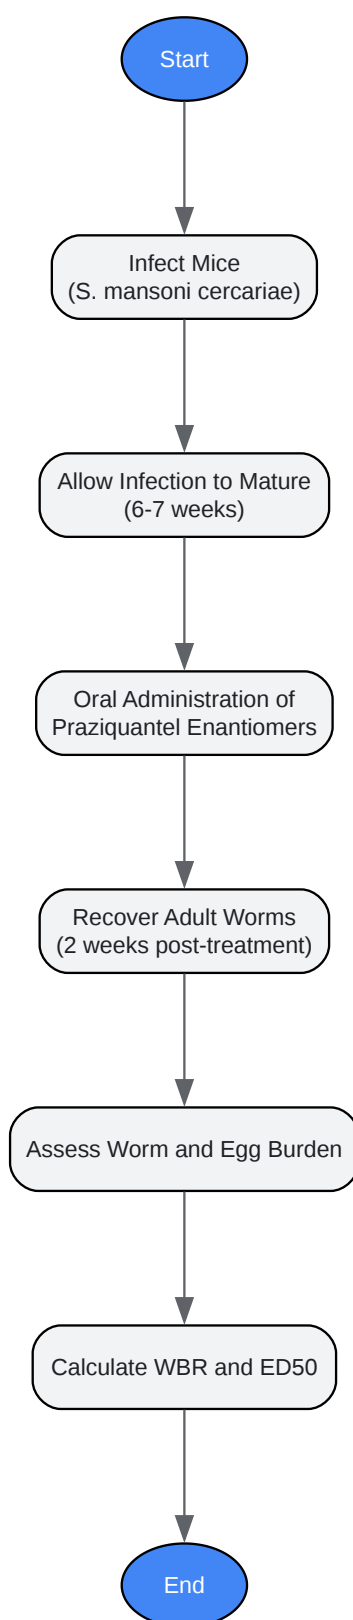 Start
Infect Mice
(S. mansoni cercariae)
Allow Infection to Mature
(6-7 weeks)
Oral Administration of
Praziquantel Enantiomers
Recover Adult Worms
(2 weeks post-treatment)
Assess Worm and Egg Burden
Calculate WBR and ED50
End